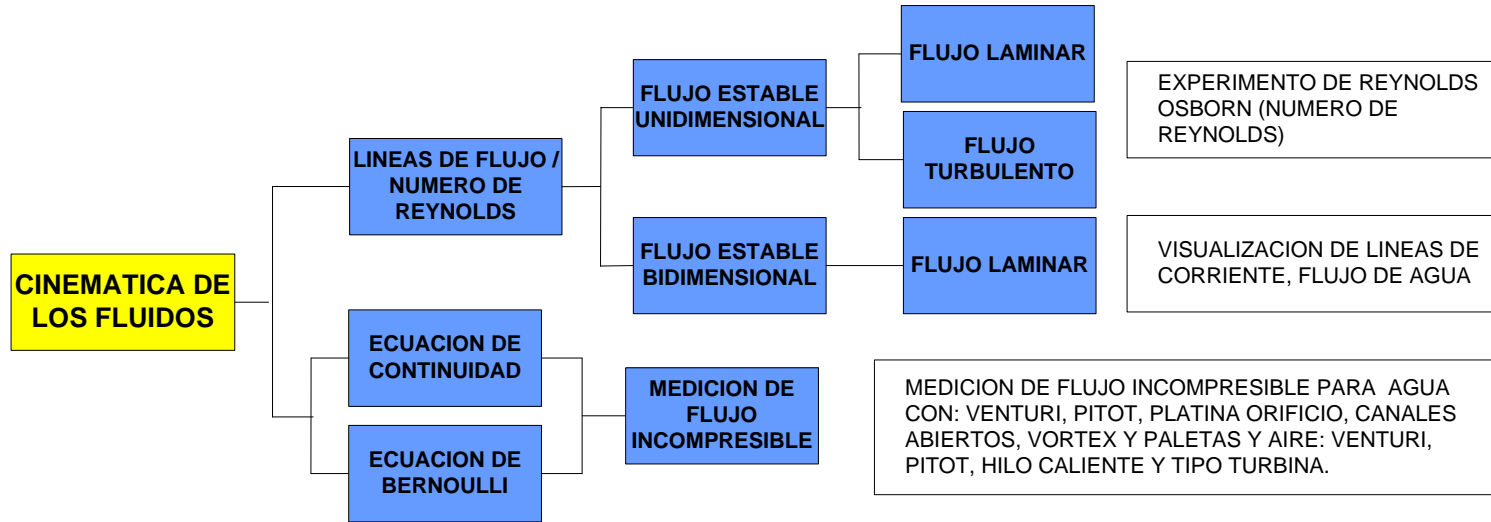 CINEMATICA DE
LOS FLUIDOS
LINEAS DE FLUJO /
NUMERO DE
REYNOLDS
FLUJO ESTABLE
UNIDIMENSIONAL
FLUJO LAMINAR
FLUJO
TURBULENTO
EXPERIMENTO DE REYNOLDS
OSBORN (NUMERO DE
REYNOLDS)
FLUJO ESTABLE
BIDIMENSIONAL
FLUJO LAMINAR
VISUALIZACION DE LINEAS DE
CORRIENTE, FLUJO DE AGUA
ECUACION DE
CONTINUIDAD
ECUACION DE
BERNOULLI
MEDICION DE
FLUJO
INCOMPRESIBLE
MEDICION DE FLUJO INCOMPRESIBLE PARA AGUA
CON: VENTURI, PITOT, PLATINA ORIFICIO, CANALES
ABIERTOS, VORTEX Y PALETAS Y AIRE: VENTURI,
PITOT, HILO CALIENTE Y TIPO TURBINA.